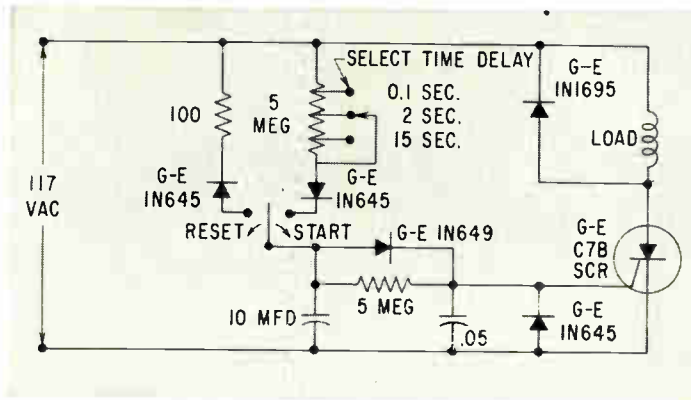 SELECT TIME DELAY
0.1 SEC.
2 SEC.
15 SEC.
100
5
MEG
G-E
IN1695
LOAD
117
VAC
G-E
IN645
G-E
IN645
RESET
START
G-E IN649
G-E
C7B
SCR
10 MFD
5 MEG
.05
G-E
IN645